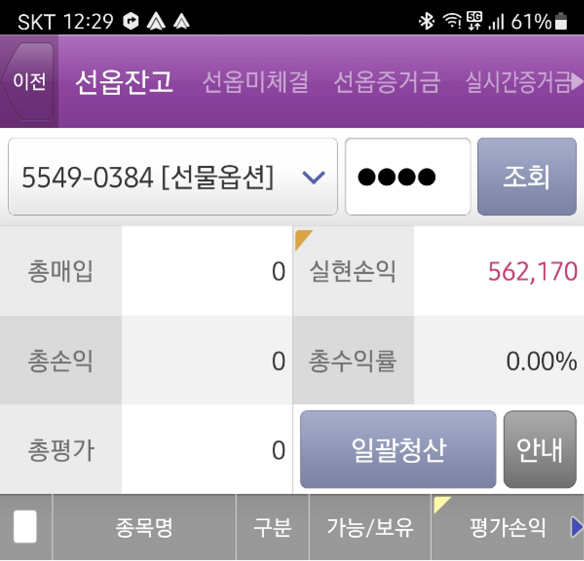 SKT 12:29 5G 61%
이전 선옵잔고 선옵미체결 선옵증거금 실시간증거금
5549-0384 [선물옵션] ●●●● 조회
총매입 0 실현손익 562,170
총손익 0 총수익률 0.00%
총평가 0 일괄청산 안내
종목명 구분 가능/보유 평가손익